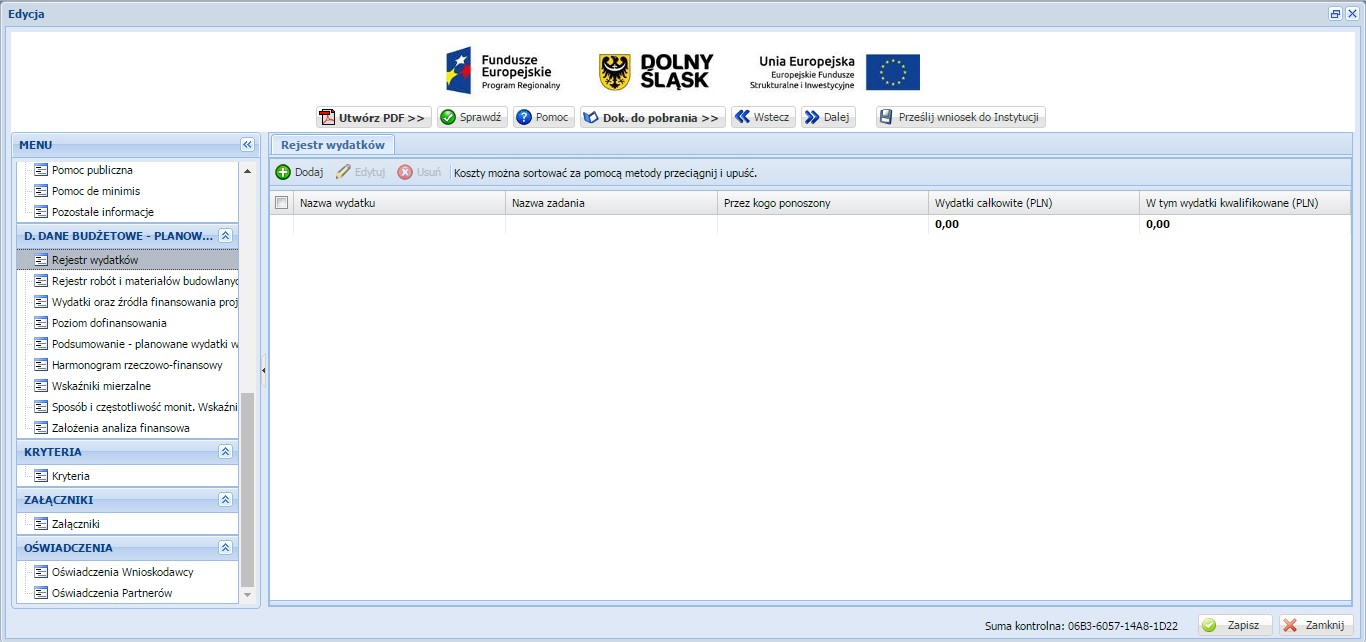 Edycja
Fundusze
Europejskie
Program Regionalny
DOLNY
ŚLĄSK
Unia Europejska
Europejskie Fundusze
Strukturalne i Inwestycyjne
Utwórz PDF >> Sprawdź Pomoc Dok. do pobrania >> Wstecz Dalej Prześlij wniosek do Instytucji
MENU
Pomoc publiczna
Pomoc de minimis
Pozostałe informacje
D. DANE BUDŻETOWE - PLANOW...
Rejestr wydatków
Rejestr robót i materiałów budowlanyc
Wydatki oraz źródła finansowania proj
Poziom dofinansowania
Podsumowanie - planowane wydatki w
Harmonogram rzeczowo-finansowy
Wskaźniki mierzalne
Sposób i częstotliwość monit. Wskaźni
Założenia analiza finansowa
KRYTERIA
Kryteria
ZAŁĄCZNIKI
Załączniki
OŚWIADCZENIA
Oświadczenia Wnioskodawcy
Oświadczenia Partnerów
Rejestr wydatków
Dodaj Edytuj Usuń Koszty można sortować za pomocą metody przeciągnij i upuść.
Nazwa wydatku Nazwa zadania Przez kogo ponoszony Wydatki całkowite (PLN) W tym wydatki kwalifikowane (PLN)
0,00 0,00
Suma kontrolna: 06B3-6057-14A8-1D22 Zapisz Zamknij